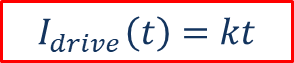 I_drive(t) = kt